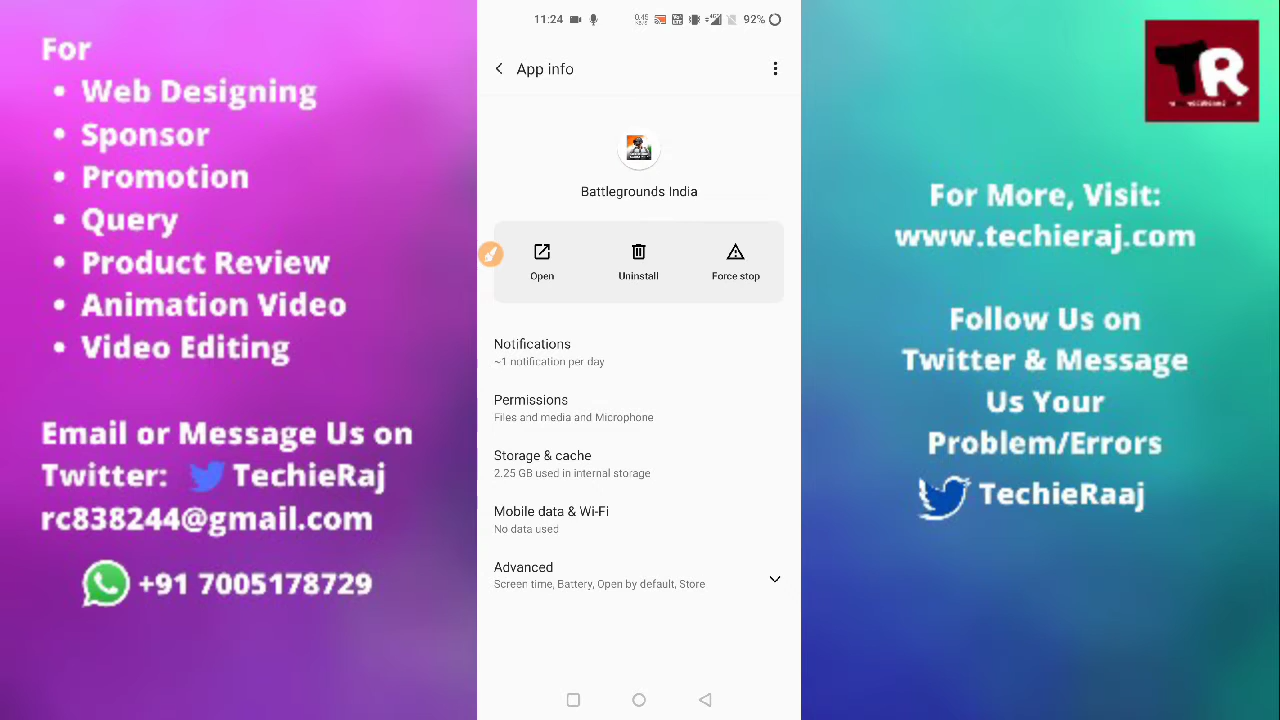 For
• Web Designing
• Sponsor
• Promotion
• Query
• Product Review
• Animation Video
• Video Editing
Email or Message Us on
Twitter: TechieRaj
rc838244@gmail.com
+91 7005178729
11:24
0.45
92%
App info
Battlegrounds India
Open
Uninstall
Force stop
Notifications
~1 notification per day
Permissions
Files and media and Microphone
Storage & cache
2.25 GB used in internal storage
Mobile data & Wi-Fi
No data used
Advanced
Screen time, Battery, Open by default, Store
TR
For More, Visit:
www.techieraj.com
Follow Us on
Twitter & Message
Us Your
Problem/Errors
TechieRaaj